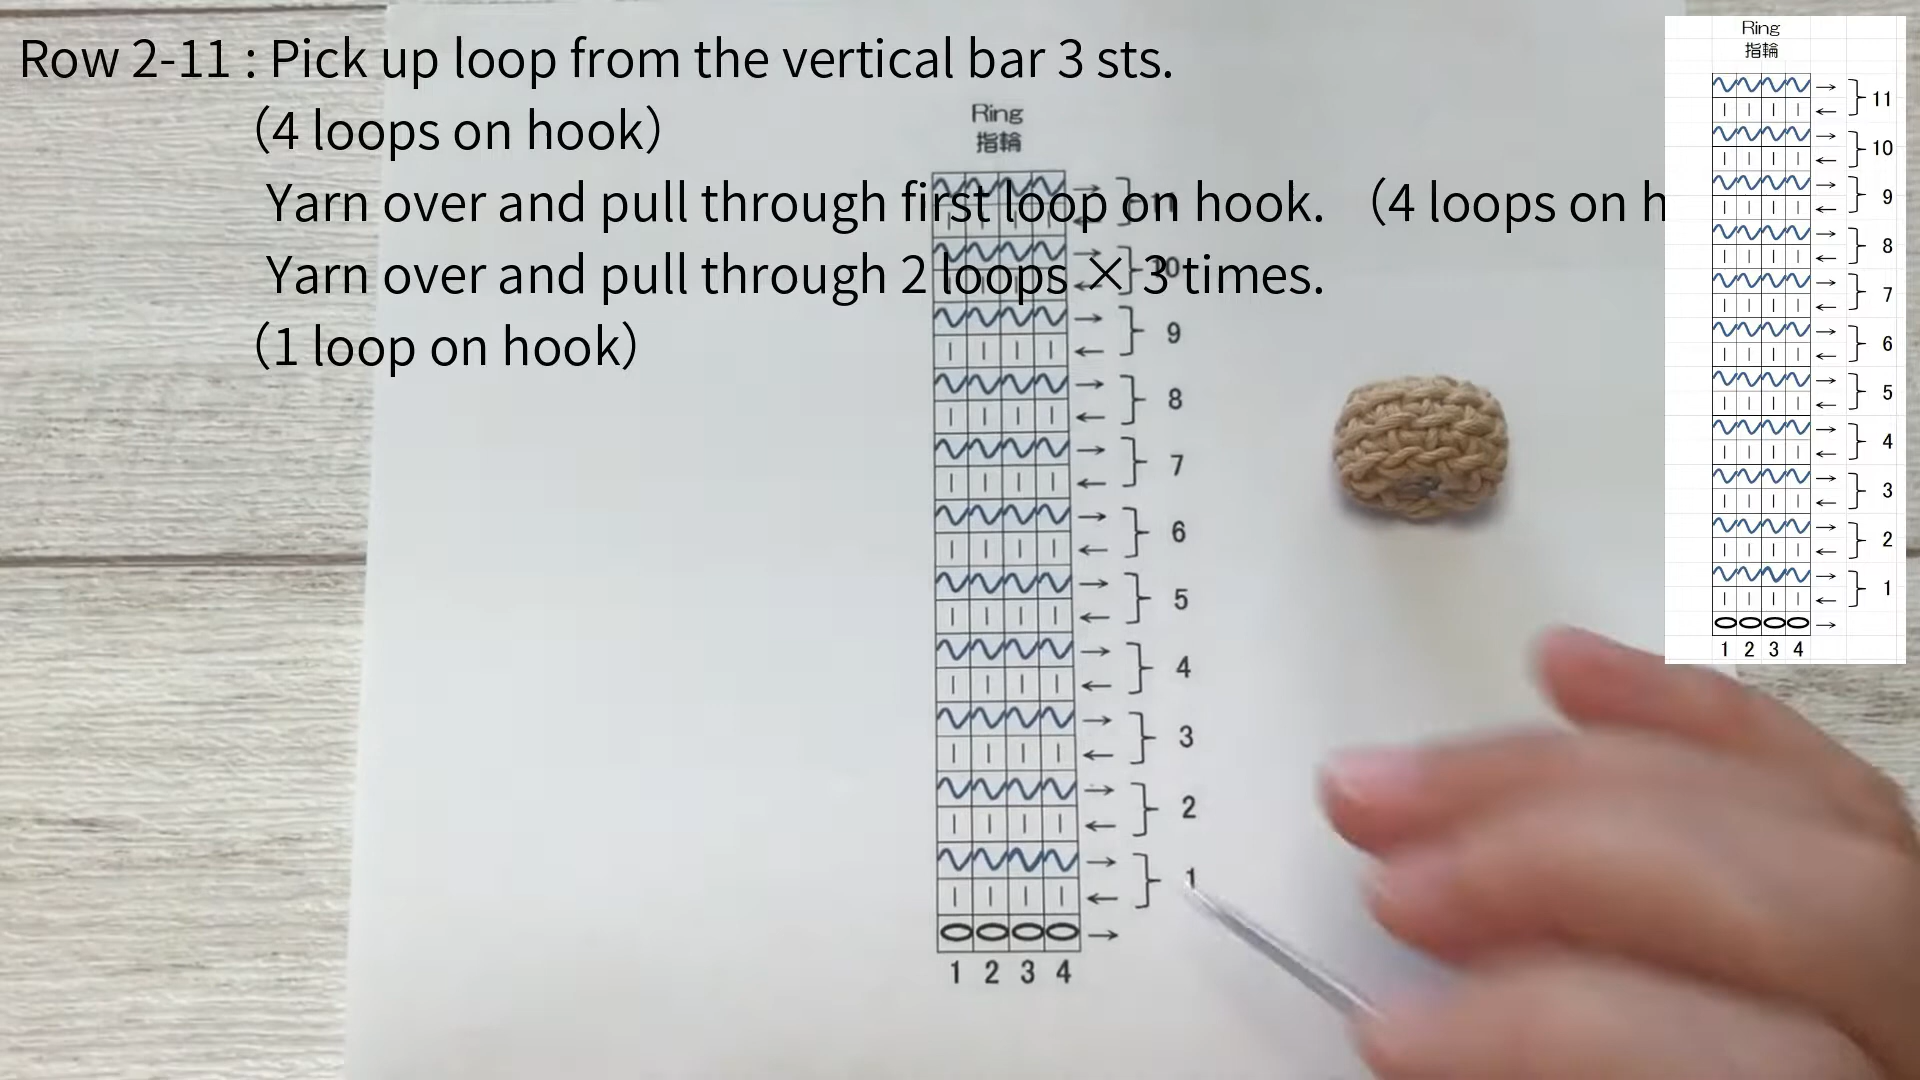 Row 2-11 : Pick up loop from the vertical bar 3 sts.
（4 loops on hook）
Yarn over and pull through first loop on hook. （4 loops on h
Yarn over and pull through 2 loops × 3 times.
（1 loop on hook）
Ring
指輪
11
10
9
8
7
6
5
4
3
2
1
1 2 3 4
Ring
指輪
11
10
9
8
7
6
5
4
3
2
1
1 2 3 4